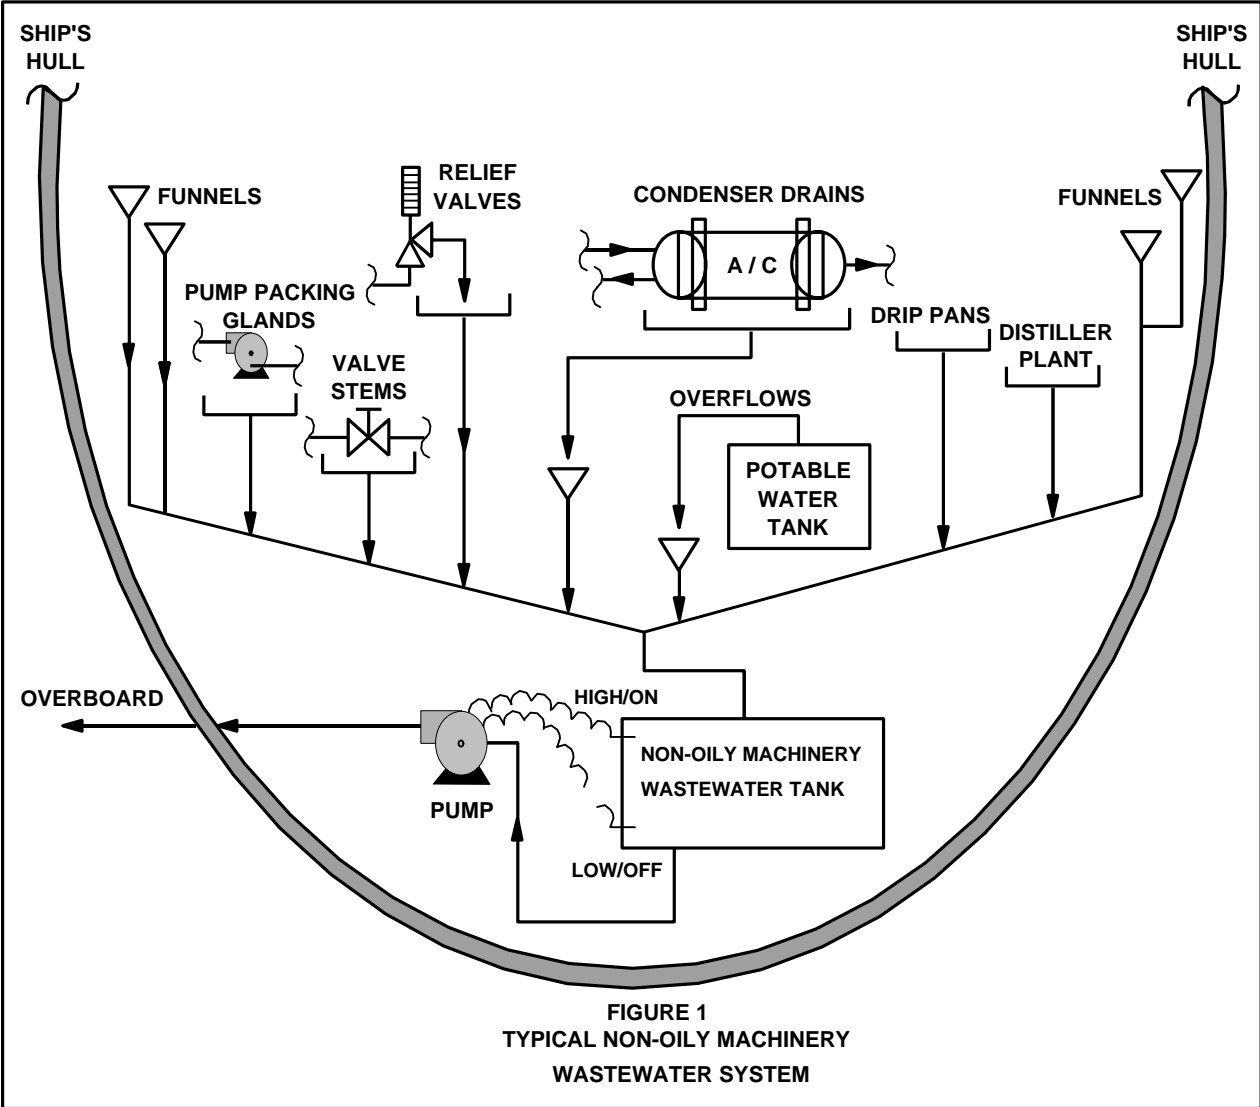 SHIP'S
HULL
SHIP'S
HULL
FUNNELS
RELIEF
VALVES
CONDENSER DRAINS
FUNNELS
A / C
PUMP PACKING
GLANDS
DRIP PANS
DISTILLER
PLANT
VALVE
STEMS
OVERFLOWS
POTABLE
WATER
TANK
OVERBOARD
HIGH/ON
NON-OILY MACHINERY
WASTEWATER TANK
PUMP
LOW/OFF
FIGURE 1
TYPICAL NON-OILY MACHINERY
WASTEWATER SYSTEM